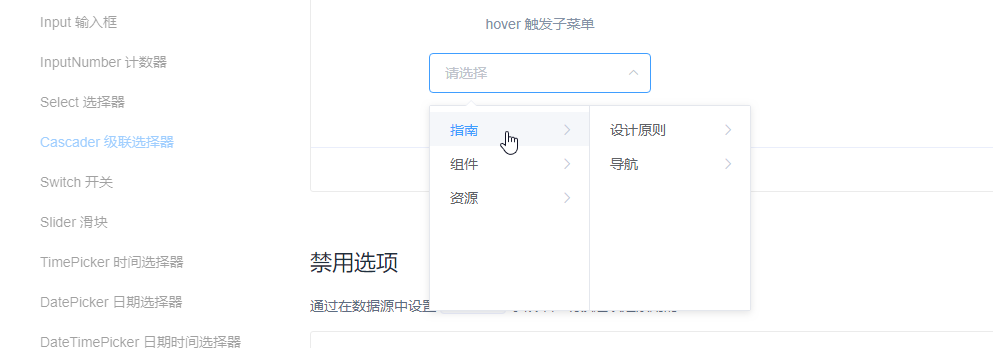 Input 输入框
InputNumber 计数器
Select 选择器
Cascader 级联选择器
Switch 开关
Slider 滑块
TimePicker 时间选择器
DatePicker 日期选择器
DateTimePicker 日期时间选择器
hover 触发子菜单
请选择
指南
组件
资源
设计原则
导航
禁用选项
通过在数据源中设置